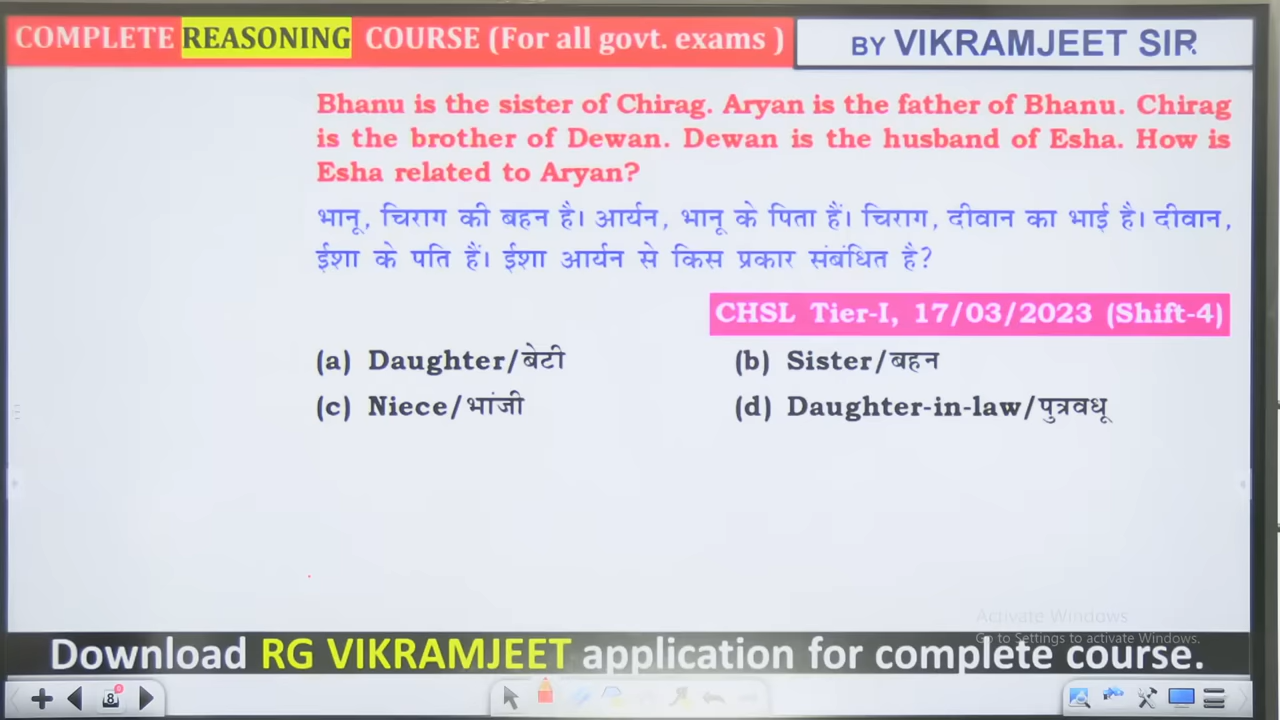 COMPLETE REASONING COURSE (For all govt. exams )
BY VIKRAMJEET SIR
Bhanu is the sister of Chirag. Aryan is the father of Bhanu. Chirag
is the brother of Dewan. Dewan is the husband of Esha. How is
Esha related to Aryan?
भानू, चिराग की बहन है। आर्यन, भानू के पिता हैं। चिराग, दीवान का भाई है। दीवान,
ईशा के पति हैं। ईशा आर्यन से किस प्रकार संबंधित है?
CHSL Tier-I, 17/03/2023 (Shift-4)
(a) Daughter/बेटी (b) Sister/बहन
(c) Niece/भांजी (d) Daughter-in-law/पुत्रवधू
Activate Windows
Go to Settings to activate Windows.
Download RG VIKRAMJEET application for complete course.
8